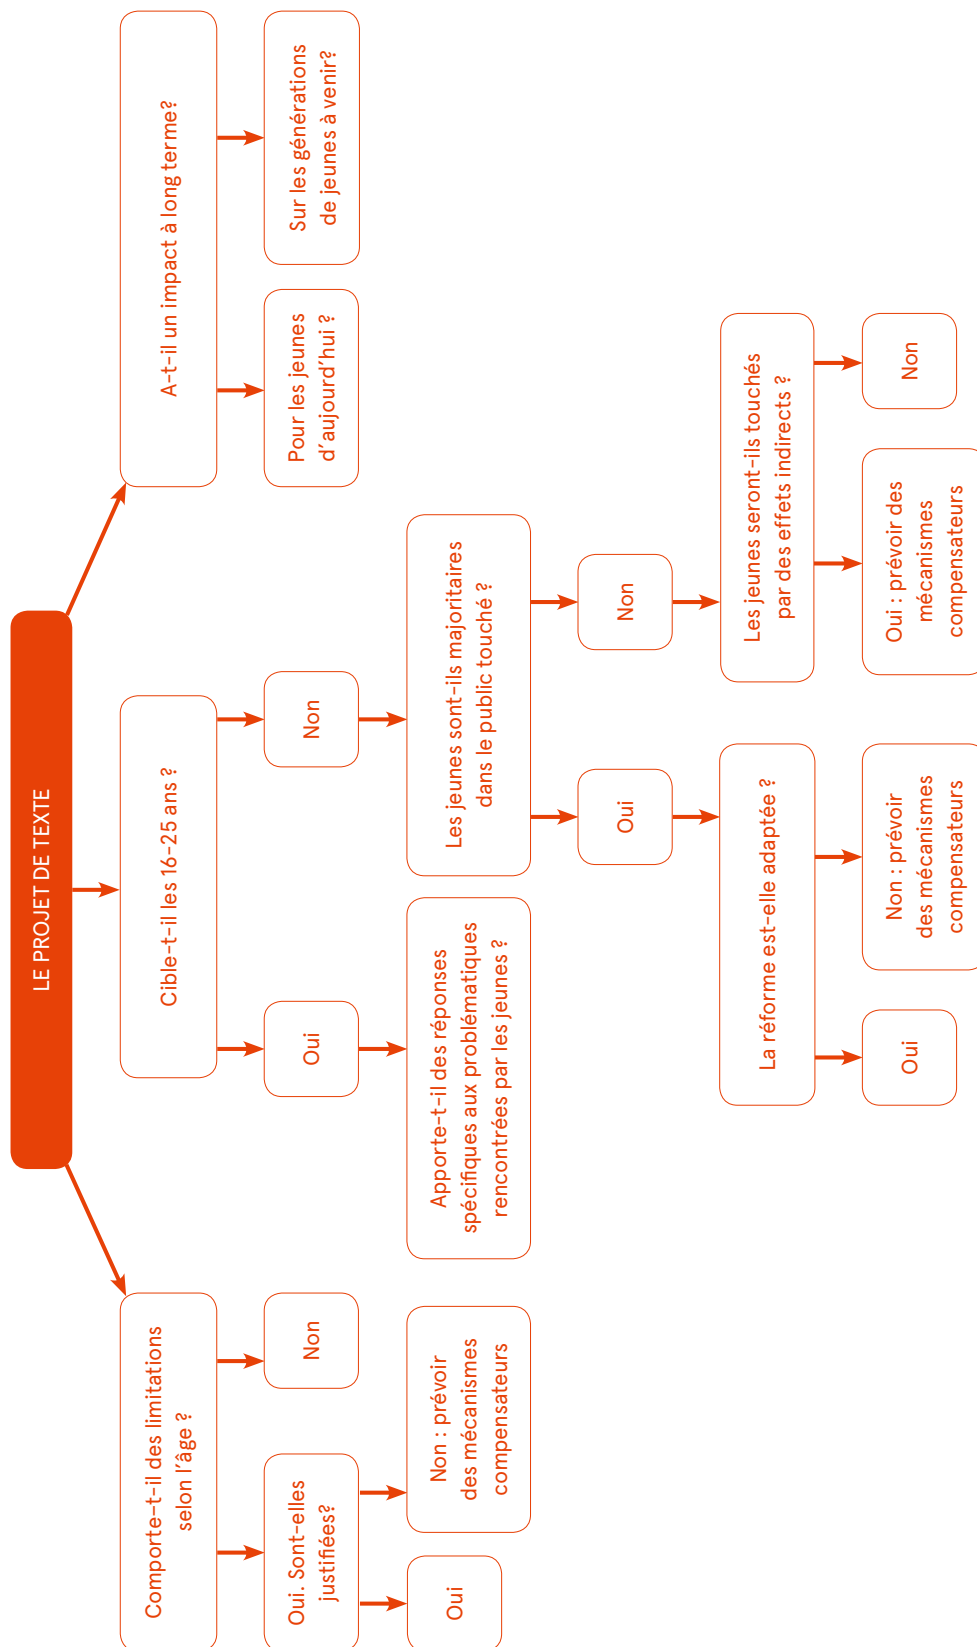 LE PROJET DE TEXTE
Comporte-t-il des limitations
selon l'âge ?
Cible-t-il les 16-25 ans ?
A-t-il un impact à long terme?
Oui. Sont-elles
justifiées?
Non
Oui
Non
Pour les jeunes
d'aujourd'hui ?
Sur les générations
de jeunes à venir?
Oui
Non : prévoir
des mécanismes
compensateurs
Apporte-t-il des réponses
spécifiques aux problématiques
rencontrées par les jeunes ?
Les jeunes sont-ils majoritaires
dans le public touché ?
Oui
Non
La réforme est-elle adaptée ?
Les jeunes seront-ils touchés
par des effets indirects ?
Oui
Non : prévoir
des mécanismes
compensateurs
Oui : prévoir des
mécanismes
compensateurs
Non